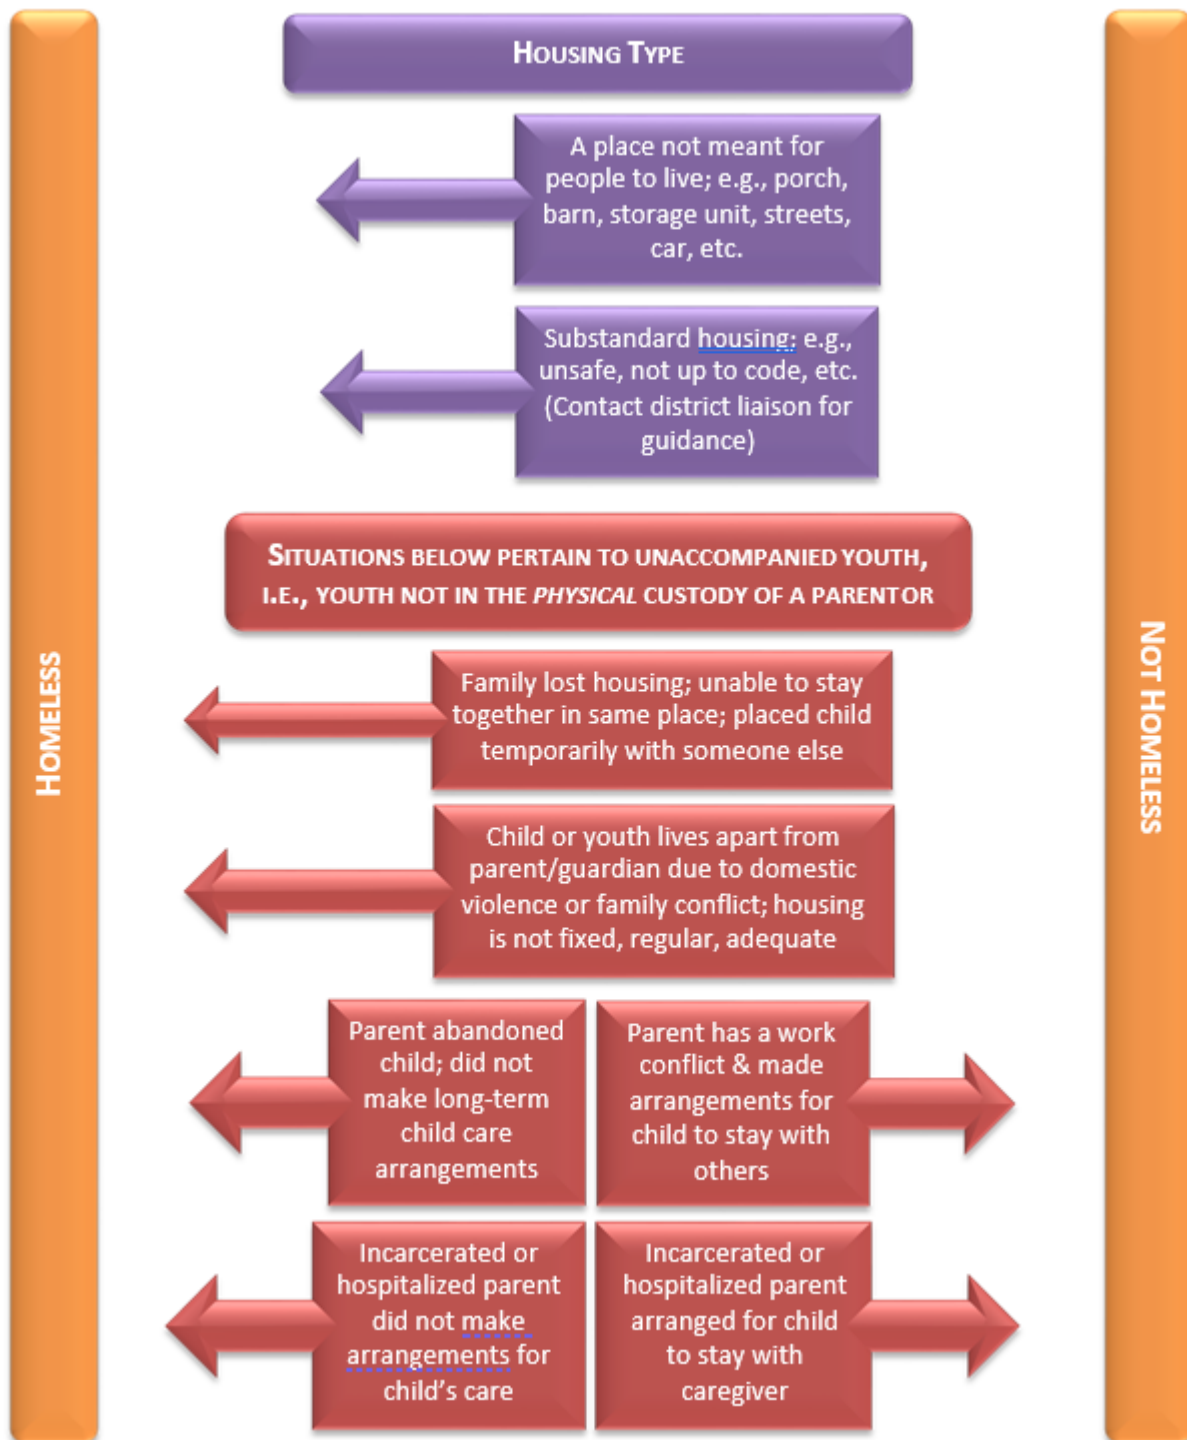 HOUSING TYPE
A place not meant for
people to live; e.g., porch,
barn, storage unit, streets,
car, etc.
Substandard housing; e.g.,
unsafe, not up to code, etc.
(Contact district liaison for
guidance)
SITUATIONS BELOW PERTAIN TO UNACCOMPANIED YOUTH,
I.E., YOUTH NOT IN THE PHYSICAL CUSTODY OF A PARENTOR
HOMELESS
NOT HOMELESS
Family lost housing; unable to stay
together in same place; placed child
temporarily with someone else
Child or youth lives apart from
parent/guardian due to domestic
violence or family conflict; housing
is not fixed, regular, adequate
Parent abandoned
child; did not
make long-term
child care
arrangements
Parent has a work
conflict & made
arrangements for
child to stay with
others
Incarcerated or
hospitalized parent
did not make
arrangements for
child's care
Incarcerated or
hospitalized parent
arranged for child
to stay with
caregiver